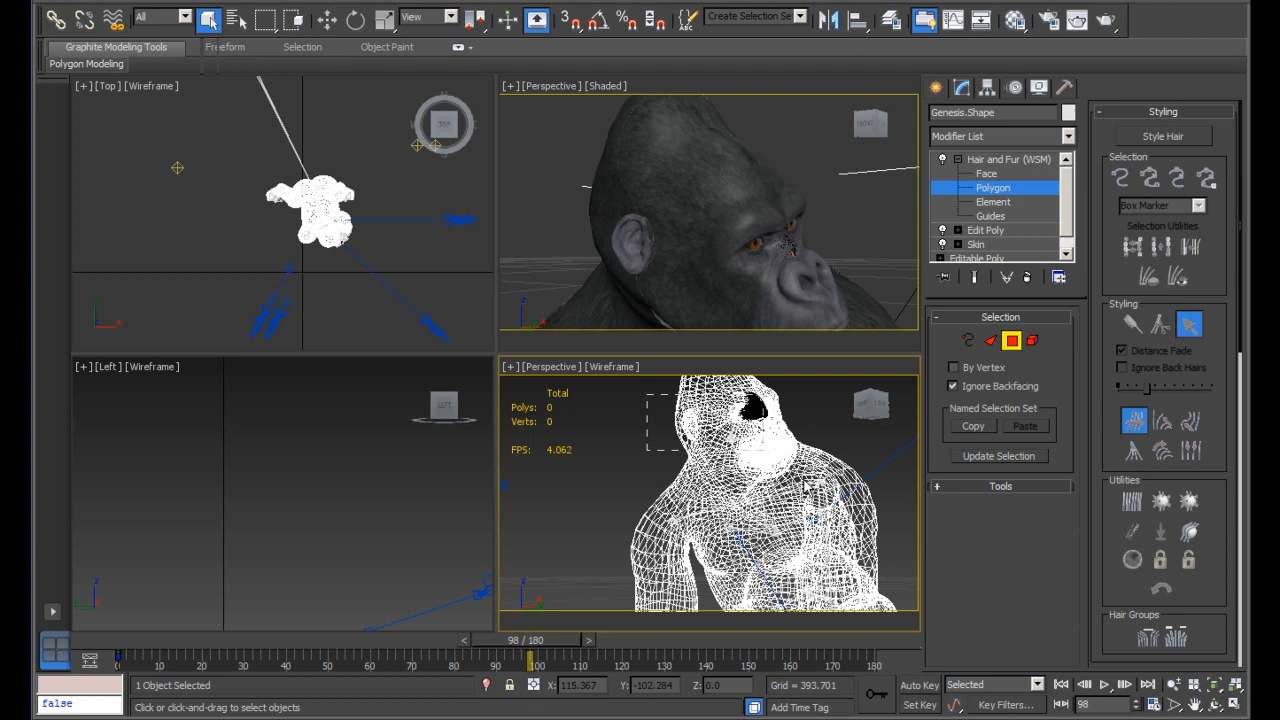 All
View
Create Selection Se
Graphite Modeling Tools
Freeform
Selection
Object Paint
Polygon Modeling
[+] [Top] [Wireframe]
TOP
[+] [Perspective] [Shaded]
FRONT
[+] [Left] [Wireframe]
LEFT
[+] [Perspective] [Wireframe]
Total
Polys: 0
Verts: 0
FPS: 4.062
Genesis.Shape
Modifier List
Hair and Fur (WSM)
Face
Polygon
Element
Guides
Edit Poly
Skin
Editable Poly
Selection
By Vertex
Ignore Backfacing
Named Selection Set
Copy
Paste
Update Selection
Tools
Styling
Style Hair
Selection
Box Marker
Selection Utilities
Styling
Distance Fade
Ignore Back Hairs
Utilities
Hair Groups
< 98 / 180 >
10 20 30 40 50 60 70 80 90 100 110 120 130 140 150 160 170 180
1 Object Selected
X: 115.367
Y: -102.284
Z: 0.0
Grid = 393.701
Auto Key
Selected
false
Click or click-and-drag to select objects
Add Time Tag
Set Key
Key Filters...
98